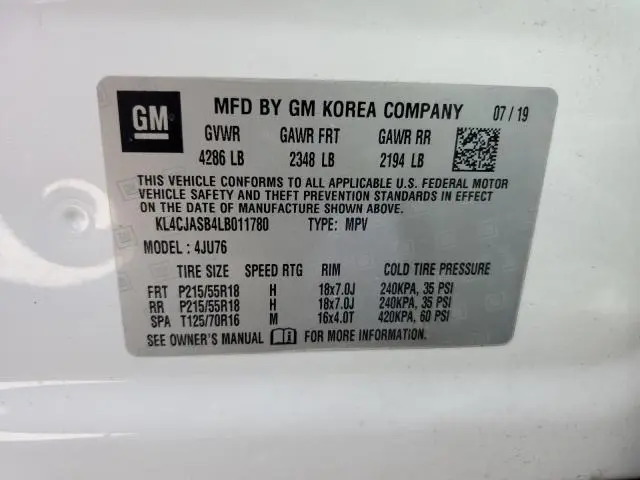 GM MFD BY GM KOREA COMPANY 07 / 19
GVWR GAWR FRT GAWR RR
4286 LB 2348 LB 2194 LB
THIS VEHICLE CONFORMS TO ALL APPLICABLE U.S. FEDERAL MOTOR
VEHICLE SAFETY AND THEFT PREVENTION STANDARDS IN EFFECT
ON THE DATE OF MANUFACTURE SHOWN ABOVE.
KL4CJASB4LB011780 TYPE: MPV
MODEL : 4JU76
TIRE SIZE SPEED RTG RIM COLD TIRE PRESSURE
FRT P215/55R18 H 18x7.0J 240KPA, 35 PSI
RR P215/55R18 H 18x7.0J 240KPA, 35 PSI
SPA T125/70R16 M 16x4.0T 420KPA, 60 PSI
SEE OWNER'S MANUAL FOR MORE INFORMATION.